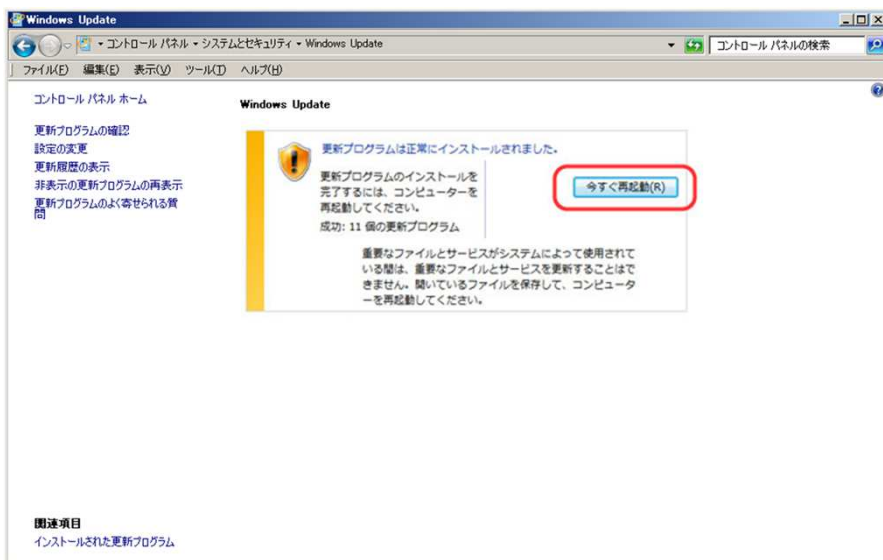 Windows Update
コントロール パネル ▾ システムとセキュリティ ▾ Windows Update
コントロール パネルの検索
ファイル(F) 編集(E) 表示(V) ツール(T) ヘルプ(H)
コントロール パネル ホーム
更新プログラムの確認
設定の変更
更新履歴の表示
非表示の更新プログラムの再表示
更新プログラムのよく寄せられる質
問
Windows Update
更新プログラムは正常にインストールされました。
更新プログラムのインストールを
完了するには、コンピューターを
再起動してください。
成功: 11 個の更新プログラム
今すぐ再起動(R)
重要なファイルとサービスがシステムによって使用されて
いる間は、重要なファイルとサービスを更新することはで
きません。開いているファイルを保存して、コンピュータ
ーを再起動してください。
関連項目
インストールされた更新プログラム